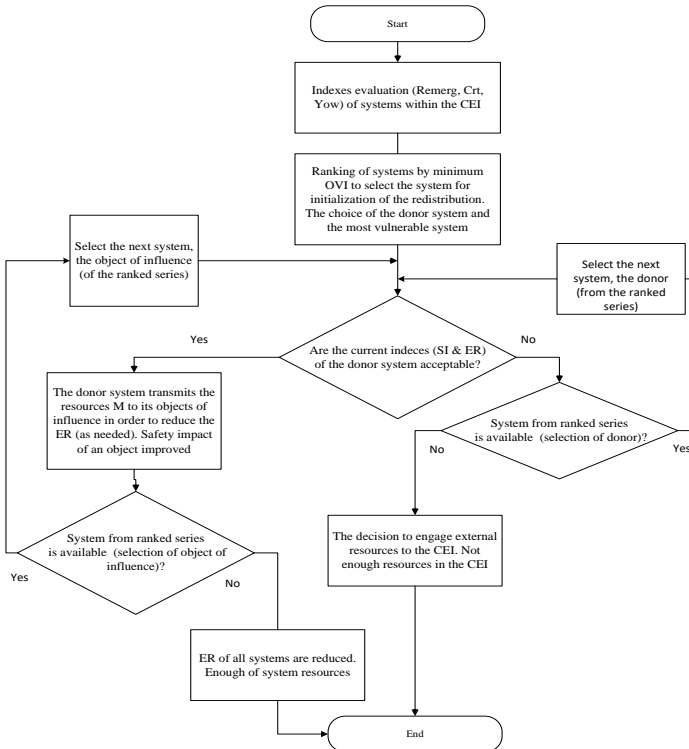 Start
Indexes evaluation (Remerg, Crt,
Yow) of systems within the CEI
Ranking of systems by minimum
OVI to select the system for
initialization of the redistribution.
The choice of the donor system and
the most vulnerable system
Select the next system,
the object of influence
(of the ranked series)
Select the next
system, the donor
(from the ranked
series)
Yes
No
Are the current indeces (SI & ER)
of the donor system acceptable?
The donor system transmits the
resources M to its objects of
influence in order to reduce the
ER (as needed). Safety impact
of an object improved
System from ranked series
is available (selection of donor)?
No
Yes
System from ranked series
is available (selection of object of
influence)?
Yes
No
The decision to engage external
resources to the CEI. Not
enough resources in the CEI
ER of all systems are reduced.
Enough of system resources
End